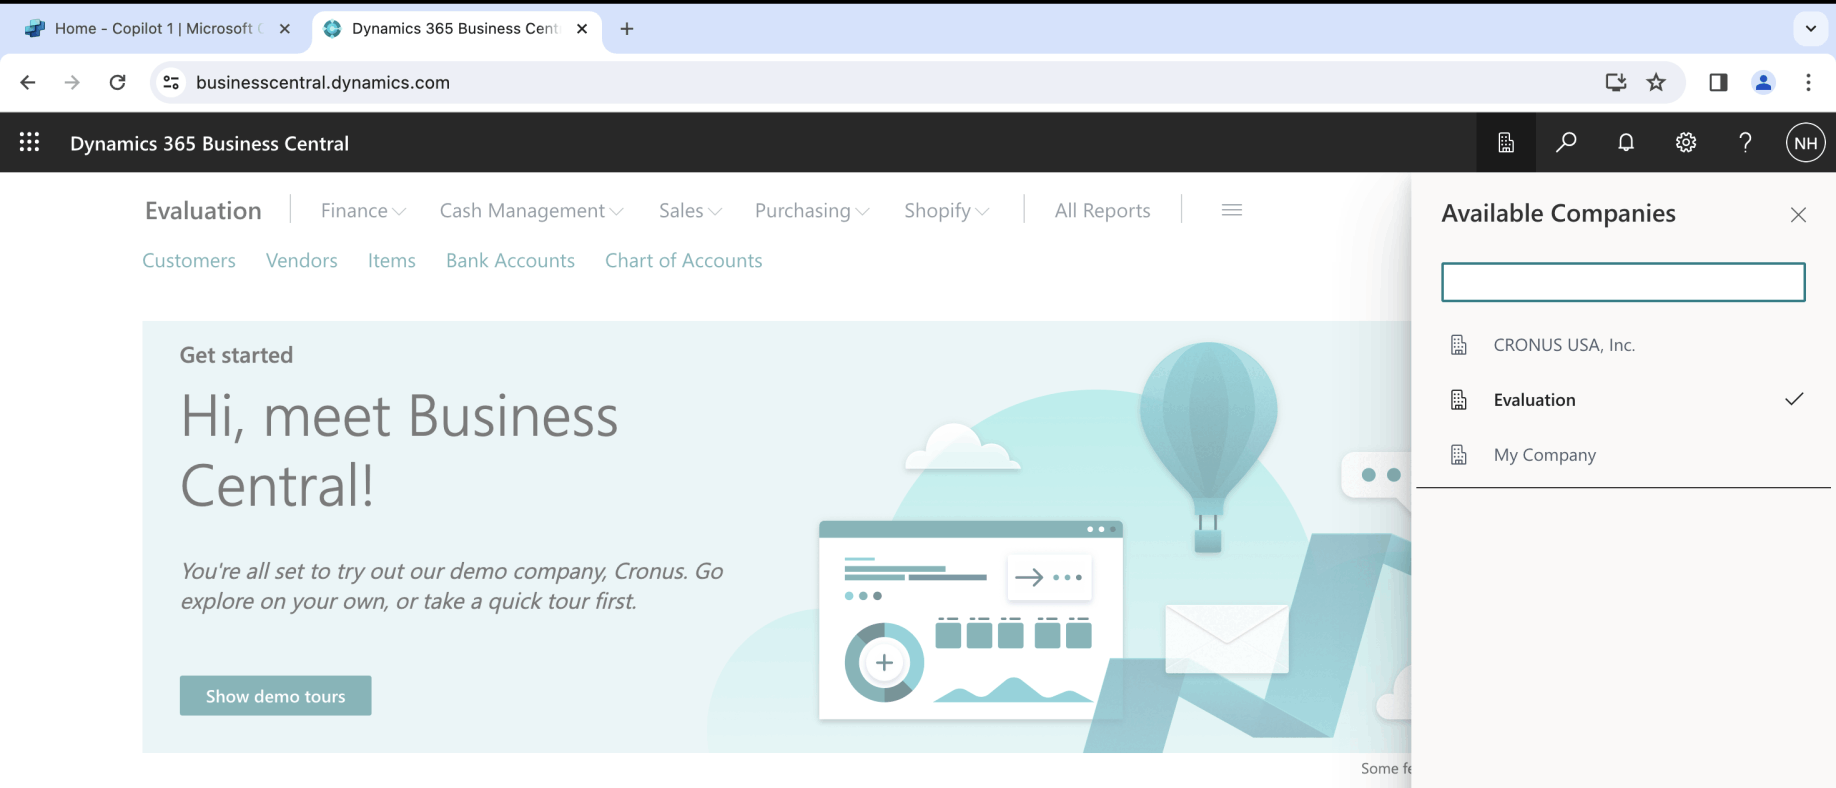 Home - Copilot 1 | Microsoft
Dynamics 365 Business Cent
businesscentral.dynamics.com
Dynamics 365 Business Central
NH
Evaluation
Finance
Cash Management
Sales
Purchasing
Shopify
All Reports
Customers
Vendors
Items
Bank Accounts
Chart of Accounts
Get started
Hi, meet Business
Central!
You're all set to try out our demo company, Cronus. Go
explore on your own, or take a quick tour first.
Show demo tours
Some fe
Available Companies
CRONUS USA, Inc.
Evaluation
My Company